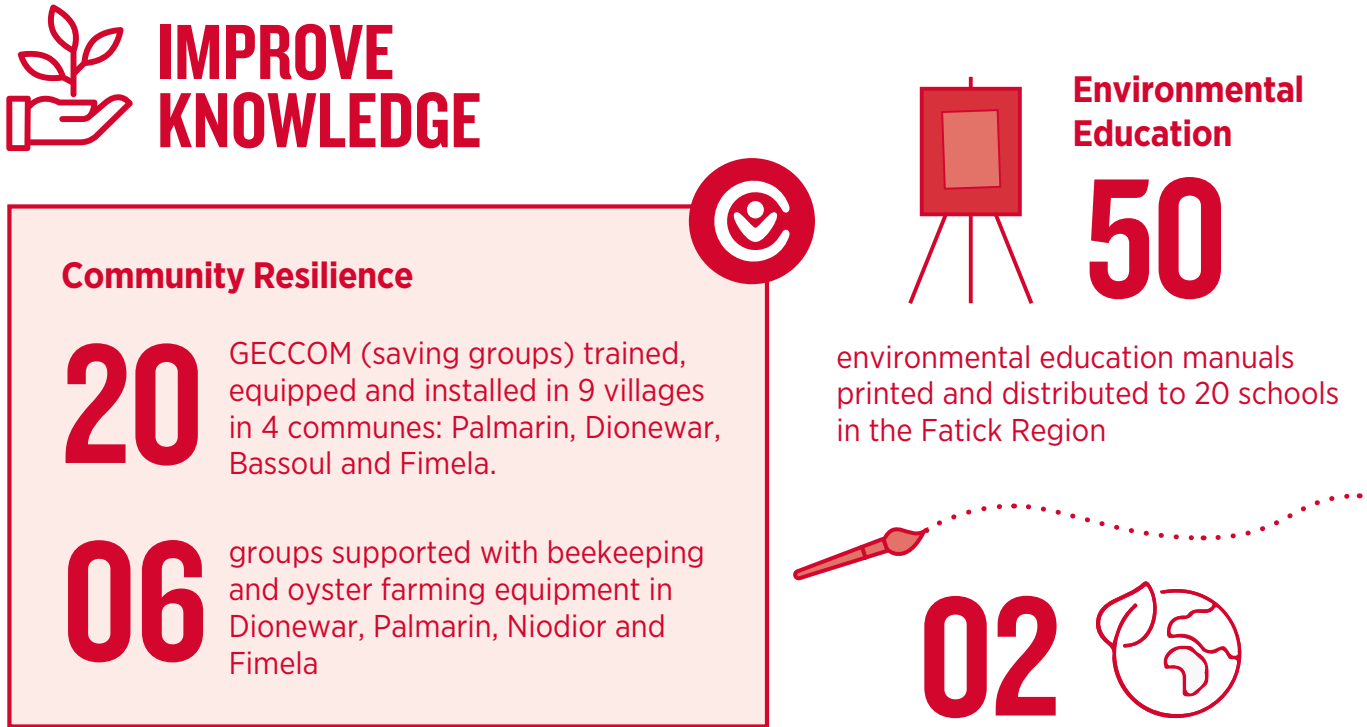 IMPROVE
KNOWLEDGE
Community Resilience
20
GECCOM (saving groups) trained,
equipped and installed in 9 villages
in 4 communes: Palmarin, Dionewar,
Bassoul and Fimela.
06
groups supported with beekeeping
and oyster farming equipment in
Dionewar, Palmarin, Niodior and
Fimela
Environmental
Education
50
environmental education manuals
printed and distributed to 20 schools
in the Fatick Region
02